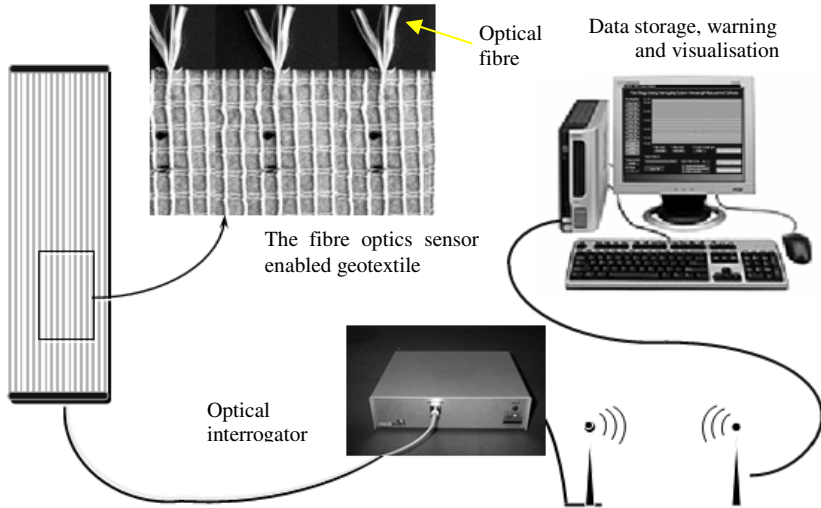 Optical
fibre
Data storage, warning
and visualisation
The fibre optics sensor
enabled geotextile
Optical
interrogator